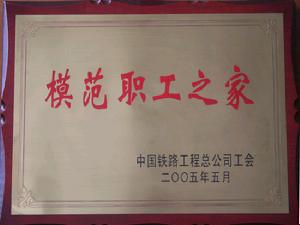 模范职工之家
中国铁路工程总公司工会
二〇〇五年五月